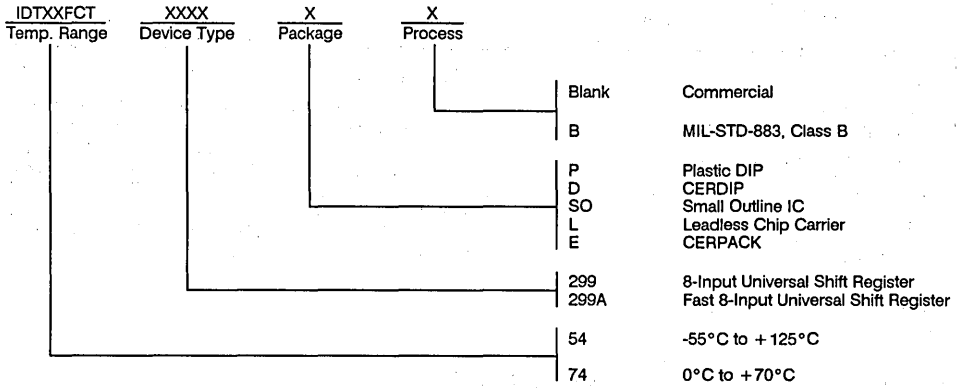 IDTXXFCT XXXX X X
Temp. Range Device Type Package Process
Blank Commercial
B MIL-STD-883, Class B
P Plastic DIP
D CERDIP
SO Small Outline IC
L Leadless Chip Carrier
E CERPACK
299 8-Input Universal Shift Register
299A Fast 8-Input Universal Shift Register
54 -55°C to +125°C
74 0°C to +70°C